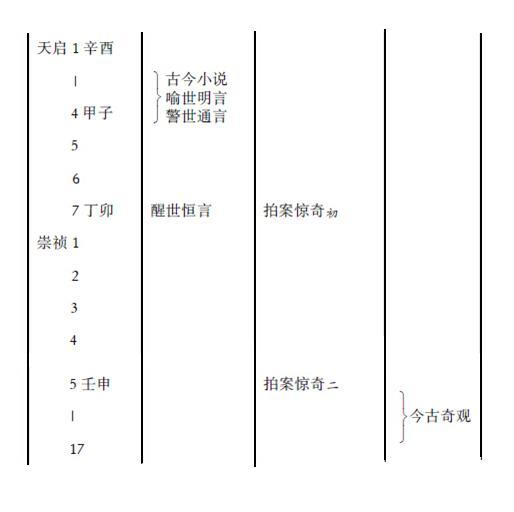 天启 1 辛酉
|
古今小说
喻世明言
4 甲子
警世通言
5
6
7 丁卯 醒世恒言 拍案惊奇初
崇祯 1
2
3
4
5 壬申 拍案惊奇二
|
今古奇观
17